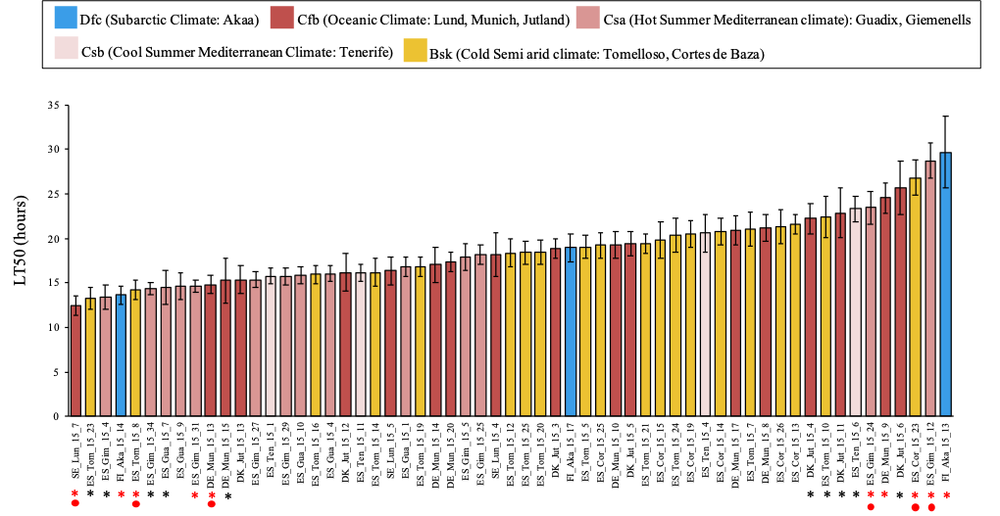 Dfc (Subarctic Climate: Akaa) Cfb (Oceanic Climate: Lund, Munich, Jutland) Csa (Hot Summer Mediterranean climate): Guadix, Giemenells
Csb (Cool Summer Mediterranean Climate: Tenerife) Bsk (Cold Semi arid climate: Tomelloso, Cortes de Baza)
LT50 (hours)
35
30
25
20
15
10
5
0
SE_Lun_15_7
ES_Tom_15_23
ES_Gim_15_4
FI_Aka_15_14
ES_Tom_15_8
ES_Gim_15_34
ES_Gua_15_7
ES_Gua_15_9
ES_Gim_15_31
DE_Mun_15_13
DE_Mun_15_15
DK_Jut_15_13
ES_Gim_15_27
ES_Ten_15_1
ES_Gim_15_29
ES_Gua_15_10
ES_Tom_15_16
ES_Gua_15_4
DK_Jut_15_12
ES_Ten_15_11
ES_Tom_15_14
SE_Lun_15_5
ES_Gua_15_1
ES_Tom_15_19
DE_Mun_15_14
DE_Mun_15_20
ES_Gim_15_5
ES_Gim_15_25
SE_Lun_15_4
ES_Tom_15_12
ES_Tom_15_25
ES_Tom_15_20
DK_Jut_15_3
FI_Aka_15_17
ES_Tom_15_5
ES_Cor_15_25
DE_Mun_15_10
DK_Jut_15_5
ES_Tom_15_21
ES_Cor_15_15
ES_Tom_15_24
ES_Cor_15_19
ES_Ten_15_4
ES_Cor_15_14
DE_Mun_15_17
ES_Tom_15_7
DE_Mun_15_8
ES_Cor_15_26
ES_Cor_15_13
DK_Jut_15_4
ES_Tom_15_10
DK_Jut_15_11
ES_Ten_15_6
ES_Gim_15_24
DE_Mun_15_9
DK_Jut_15_6
ES_Cor_15_23
ES_Gim_15_12
FI_Aka_15_13